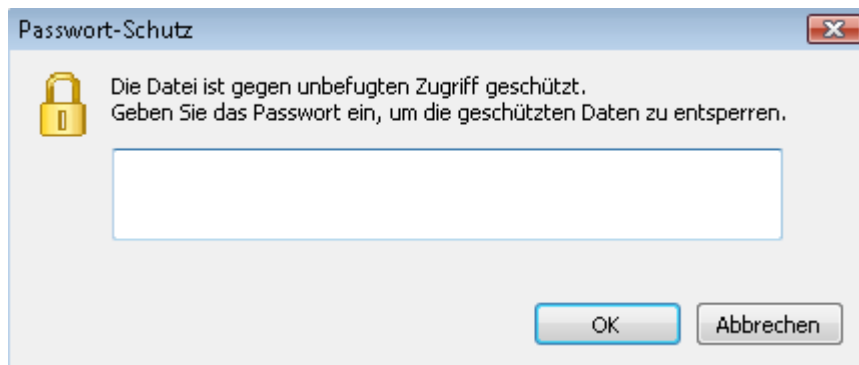 Passwort-Schutz
Die Datei ist gegen unbefugten Zugriff geschützt.
Geben Sie das Passwort ein, um die geschützten Daten zu entsperren.
OK
Abbrechen